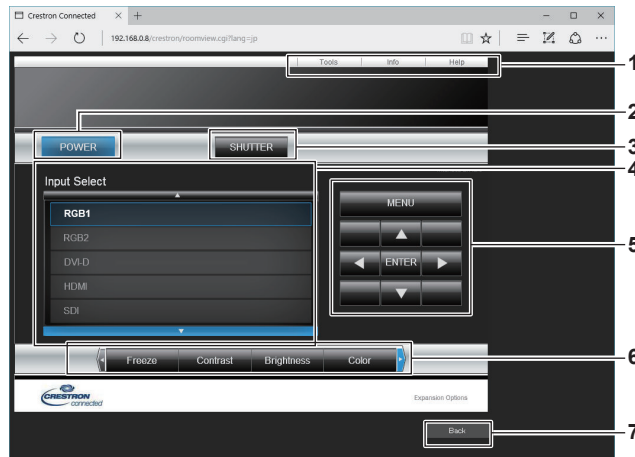 Crestron Connected
192.168.0.8/crestron/roomview.cgi?lang=jp
Tools Info Help
1
2
POWER
SHUTTER
3
4
Input Select
RGB1
RGB2
DVI-D
HDMI
SDI
MENU
ENTER
5
Freeze Contrast Brightness Color
6
CRESTRON
connected
Expansion Options
Back
7